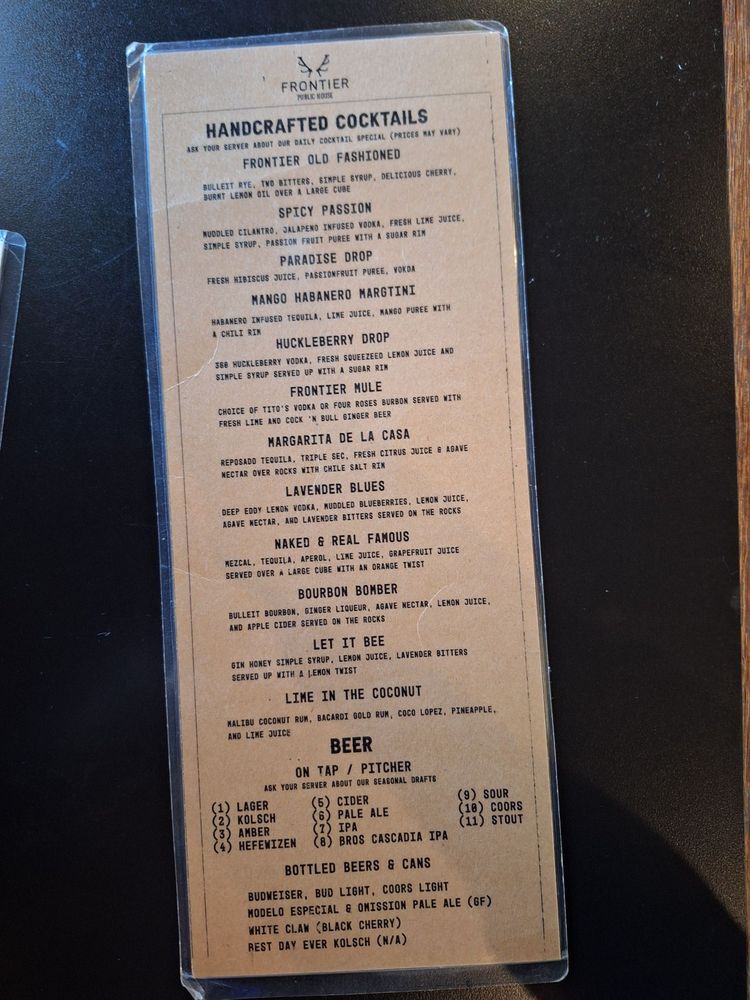 FRONTIER
PUBLIC HOUSE
HANDCRAFTED COCKTAILS
ASK YOUR SERVER ABOUT OUR DAILY COCKTAIL SPECIAL (PRICES MAY VARY)
FRONTIER OLD FASHIONED
BULLEIT RYE, TWO BITTERS, SIMPLE SYRUP, DELICIOUS CHERRY,
BURNT LEMON OIL OVER A LARGE CUBE
SPICY PASSION
MUDDLED CILANTRO, JALAPENO INFUSED VODKA, FRESH LIME JUICE,
SIMPLE SYRUP, PASSION FRUIT PUREE WITH A SUGAR RIM
PARADISE DROP
FRESH HIBISCUS JUICE, PASSIONFRUIT PUREE, VOKDA
MANGO HABANERO MARGTINI
HABANERO INFUSED TEQUILA, LIME JUICE, MANGO PUREE WITH
A CHILI RIM
HUCKLEBERRY DROP
360 HUCKLEBERRY VODKA, FRESH SQUEEZEED LEMON JUICE AND
SIMPLE SYRUP SERVED UP WITH A SUGAR RIM
FRONTIER MULE
CHOICE OF TITO'S VODKA OR FOUR ROSES BURBON SERVED WITH
FRESH LIME AND COCK 'N BULL GINGER BEER
MARGARITA DE LA CASA
REPOSADO TEQUILA, TRIPLE SEC, FRESH CITRUS JUICE & AGAVE
NECTAR OVER ROCKS WITH CHILE SALT RIM
LAVENDER BLUES
DEEP EDDY LEMON VODKA, MUDDLED BLUEBERRIES, LEMON JUICE,
AGAVE NECTAR, AND LAVENDER BITTERS SERVED ON THE ROCKS
NAKED & REAL FAMOUS
MEZCAL, TEQUILA, APEROL, LIME JUICE, GRAPEFRUIT JUICE
SERVED OVER A LARGE CUBE WITH AN ORANGE TWIST
BOURBON BOMBER
BULLEIT BOURBON, GINGER LIQUEUR, AGAVE NECTAR, LEMON JUICE,
AND APPLE CIDER SERVED ON THE ROCKS
LET IT BEE
GIN HONEY SIMPLE SYRUP, LEMON JUICE, LAVENDER BITTERS
SERVED UP WITH A LEMON TWIST
LIME IN THE COCONUT
MALIBU COCONUT RUM, BACARDI GOLD RUM, COCO LOPEZ, PINEAPPLE,
AND LIME JUICE
BEER
ON TAP / PITCHER
ASK YOUR SERVER ABOUT OUR SEASONAL DRAFTS
(1) LAGER
(2) KOLSCH
(3) AMBER
(4) HEFEWIZEN
(5) CIDER
(6) PALE ALE
(7) IPA
(8) BROS CASCADIA IPA
(9) SOUR
(10) COORS
(11) STOUT
BOTTLED BEERS & CANS
BUDWEISER, BUD LIGHT, COORS LIGHT
MODELO ESPECIAL & OMISSION PALE ALE (GF)
WHITE CLAW (BLACK CHERRY)
BEST DAY EVER KOLSCH (N/A)